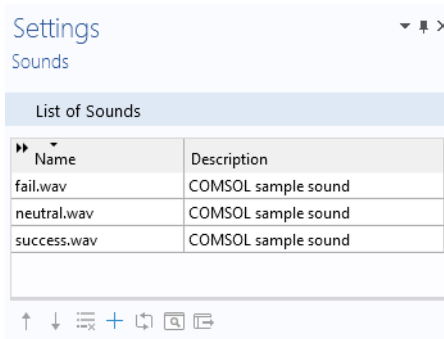 Settings
Sounds
List of Sounds
Name Description
fail.wav COMSOL sample sound
neutral.wav COMSOL sample sound
success.wav COMSOL sample sound